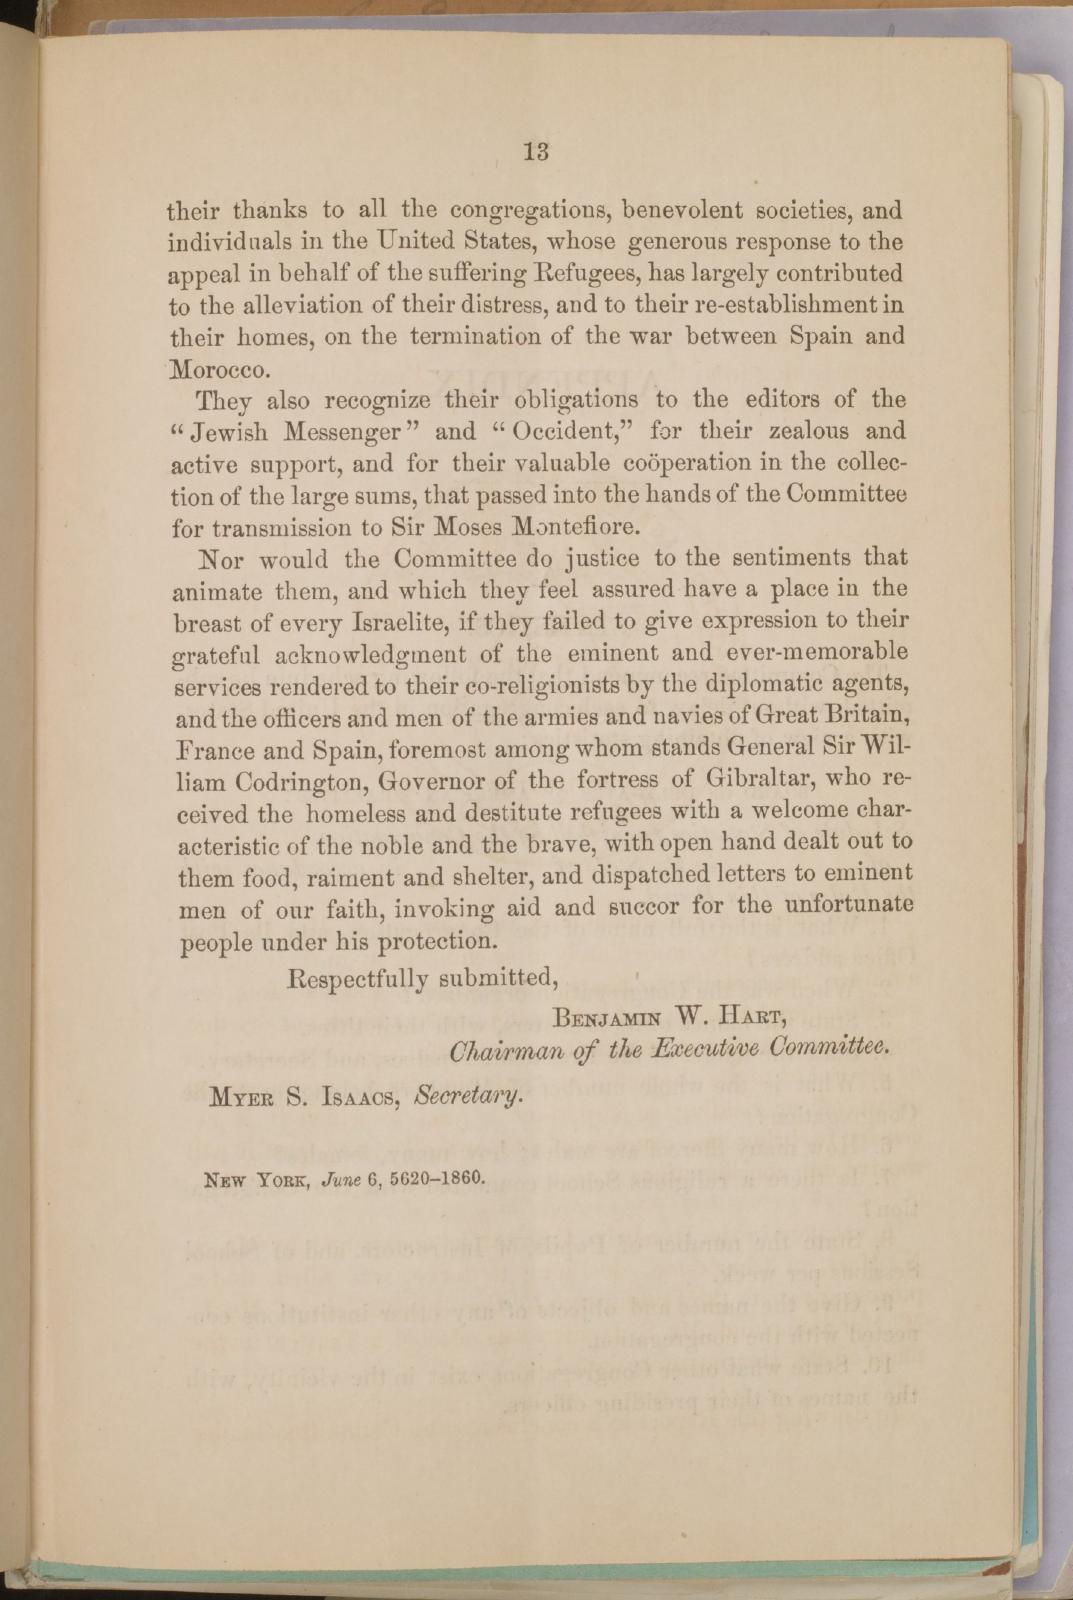 13
their thanks to all the congregations, benevolent societies, and
individuals in the United States, whose generous response to the
appeal in behalf of the suffering Refugees, has largely contributed
to the alleviation of their distress, and to their re-establishment in
their homes, on the termination of the war between Spain and
Morocco.
They also recognize their obligations to the editors of the
“Jewish Messenger” and “Occident,” for their zealous and
active support, and for their valuable coöperation in the collec-
tion of the large sums, that passed into the hands of the Committee
for transmission to Sir Moses Montefiore.
Nor would the Committee do justice to the sentiments that
animate them, and which they feel assured have a place in the
breast of every Israelite, if they failed to give expression to their
grateful acknowledgment of the eminent and ever-memorable
services rendered to their co-religionists by the diplomatic agents,
and the officers and men of the armies and navies of Great Britain,
France and Spain, foremost among whom stands General Sir Wil-
liam Codrington, Governor of the fortress of Gibraltar, who re-
ceived the homeless and destitute refugees with a welcome char-
acteristic of the noble and the brave, with open hand dealt out to
them food, raiment and shelter, and dispatched letters to eminent
men of our faith, invoking aid and succor for the unfortunate
people under his protection.
Respectfully submitted,
BENJAMIN W. HART,
Chairman of the Executive Committee.
MYER S. ISAACS, Secretary.
NEW YORK, June 6, 5620–1860.